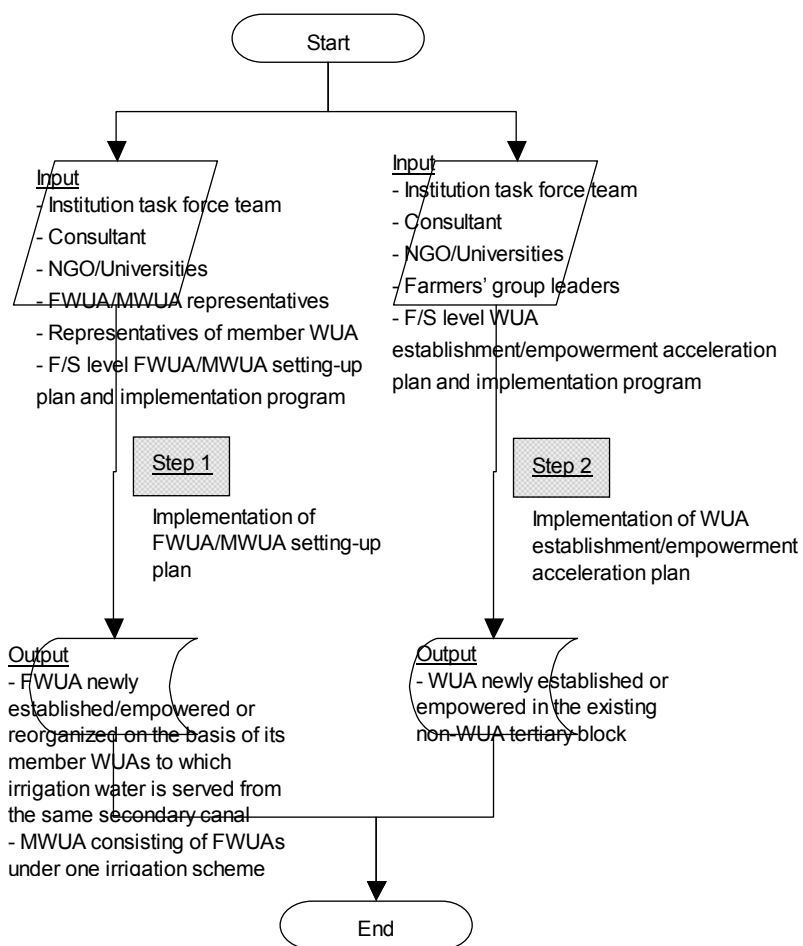 Start
Input
- Institution task force team
- Consultant
- NGO/Universities
- FWUA/MWUA representatives
- Representatives of member WUA
- F/S level FWUA/MWUA setting-up
plan and implementation program
Input
- Institution task force team
- Consultant
- NGO/Universities
- Farmers' group leaders
- F/S level WUA
establishment/empowerment acceleration
plan and implementation program
Step 1
Implementation of
FWUA/MWUA setting-up
plan
Step 2
Implementation of WUA
establishment/empowerment
acceleration plan
Output
- FWUA newly
established/empowered or
reorganized on the basis of its
member WUAs to which
irrigation water is served from
the same secondary canal
- MWUA consisting of FWUAs
under one irrigation scheme
Output
- WUA newly established or
empowered in the existing
non-WUA tertiary block
End